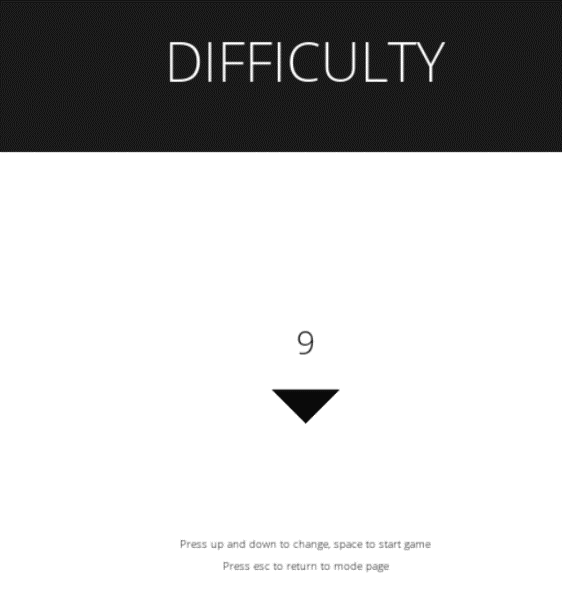 DIFFICULTY
9
Press up and down to change, space to start game
Press esc to return to mode page